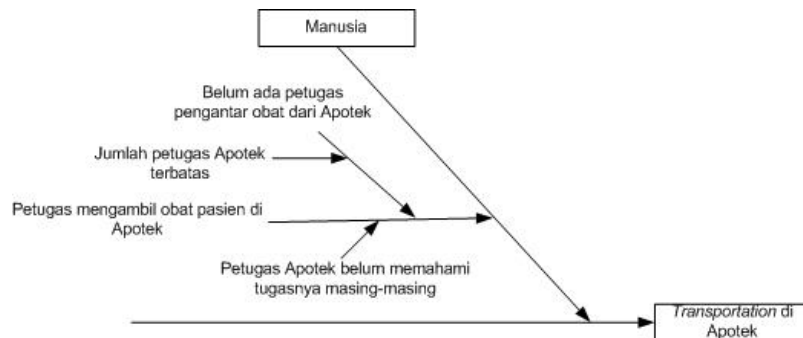 Manusia
Belum ada petugas
pengantar obat dari Apotek
Jumlah petugas Apotek
terbatas
Petugas mengambil obat pasien di
Apotek
Petugas Apotek belum memahami
tugasnya masing-masing
Transportation di
Apotek